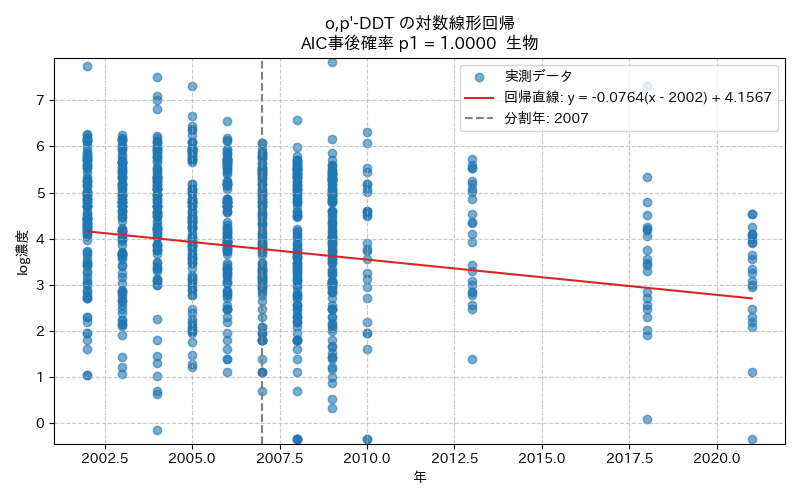 o,p'-DDT の対数線形回帰
AIC事後確率 p1 = 1.0000 生物
実測データ
回帰直線: y = -0.0764(x - 2002) + 4.1567
分割年: 2007
log濃度
7
6
5
4
3
2
1
0
2002.5 2005.0 2007.5 2010.0 2012.5 2015.0 2017.5 2020.0
年